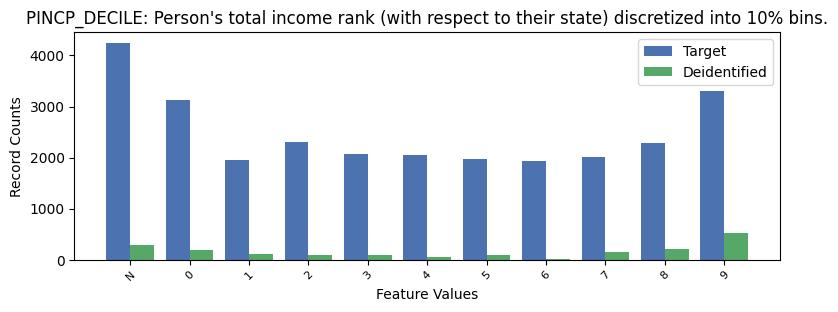 PINCP_DECILE: Person's total income rank (with respect to their state) discretized into 10% bins.
Target
Deidentified
4000
3000
2000
1000
0
Record Counts
N 0 1 2 3 4 5 6 7 8 9
Feature Values